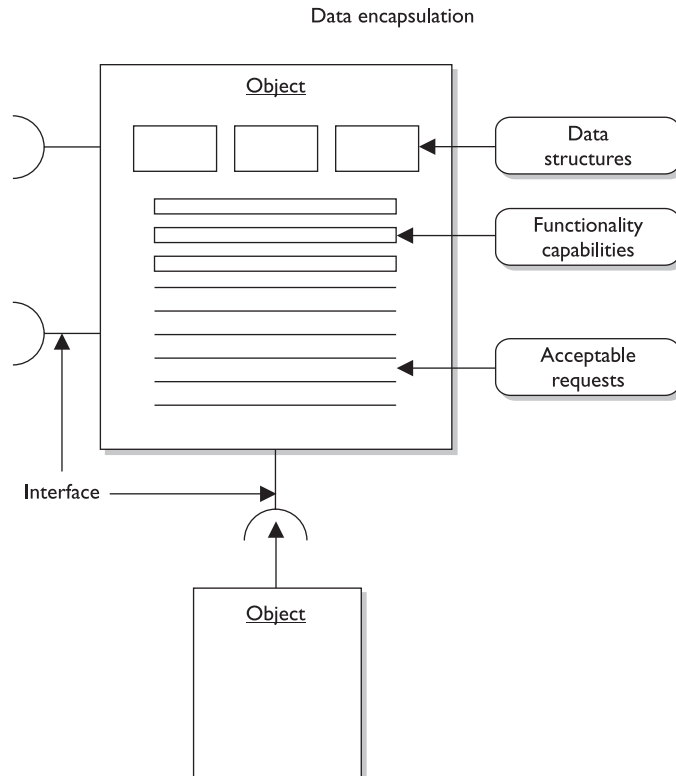 Data encapsulation
Object
Data
structures
Functionality
capabilities
Acceptable
requests
Interface
Object